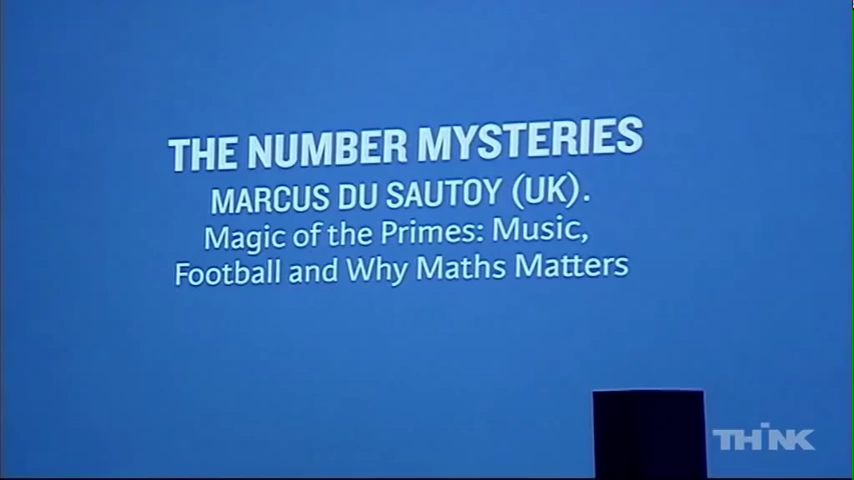 THE NUMBER MYSTERIES
MARCUS DU SAUTOY (UK).
Magic of the Primes: Music,
Football and Why Maths Matters
THINK